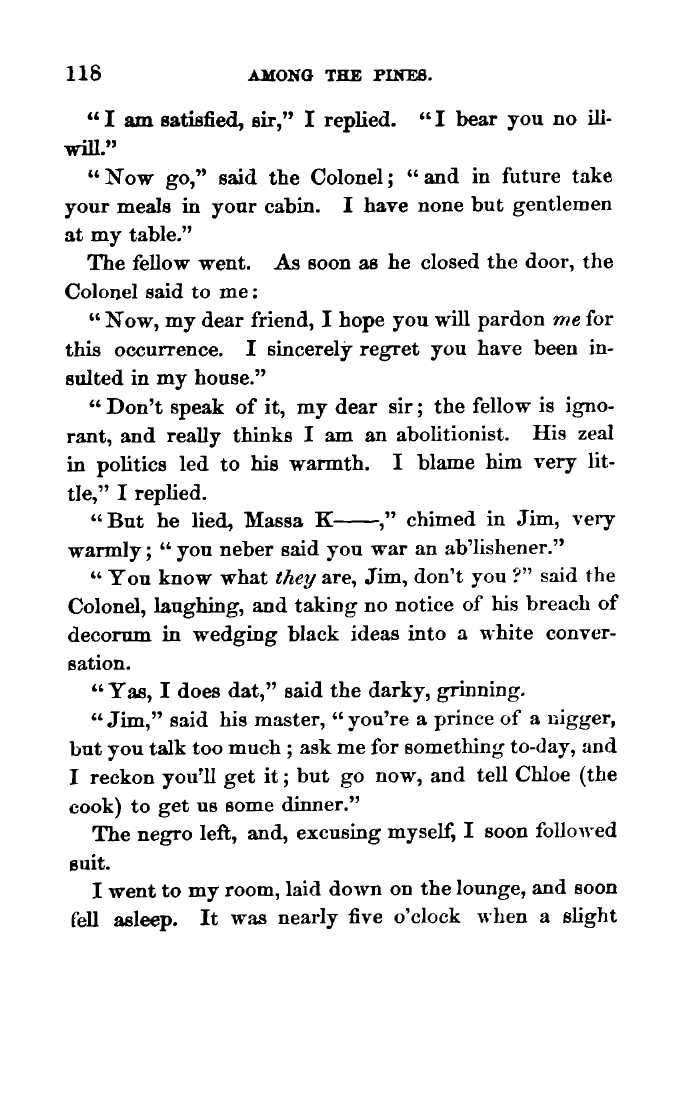 118 AMONG THE PINES.
“I am satisfied, sir,” I replied. “I bear you no ill-
will.”
“Now go,” said the Colonel; “and in future take
your meals in your cabin. I have none but gentlemen
at my table.”
The fellow went. As soon as he closed the door, the
Colonel said to me:
“Now, my dear friend, I hope you will pardon me for
this occurrence. I sincerely regret you have been in-
sulted in my house.”
“Don’t speak of it, my dear sir; the fellow is igno-
rant, and really thinks I am an abolitionist. His zeal
in politics led to his warmth. I blame him very lit-
tle,” I replied.
“But he lied, Massa K——,” chimed in Jim, very
warmly; “you neber said you war an ab’lishener.”
“You know what they are, Jim, don’t you?” said the
Colonel, laughing, and taking no notice of his breach of
decorum in wedging black ideas into a white conver-
sation.
“Yas, I does dat,” said the darky, grinning.
“Jim,” said his master, “you’re a prince of a nigger,
but you talk too much; ask me for something to-day, and
I reckon you’ll get it; but go now, and tell Chloe (the
cook) to get us some dinner.”
The negro left, and, excusing myself, I soon followed
suit.
I went to my room, laid down on the lounge, and soon
fell asleep. It was nearly five o’clock when a slight